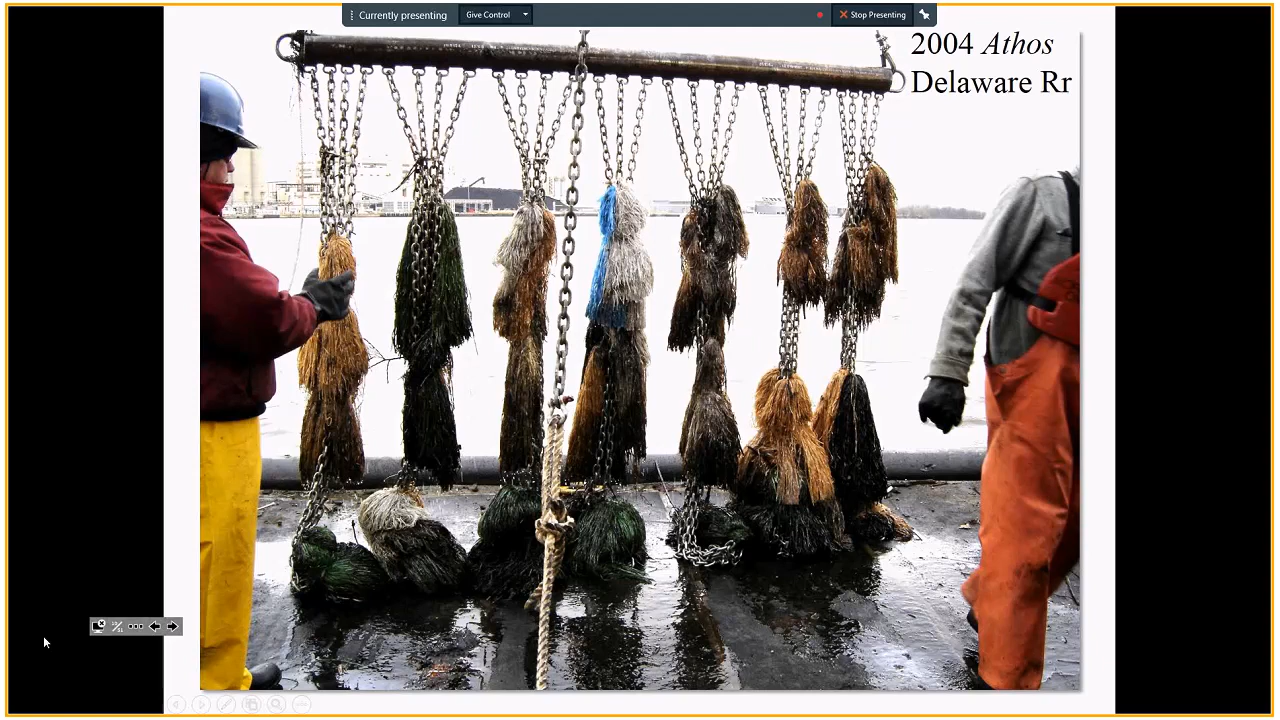 Currently presenting
Give Control
Stop Presenting
2004 Athos
Delaware Rr